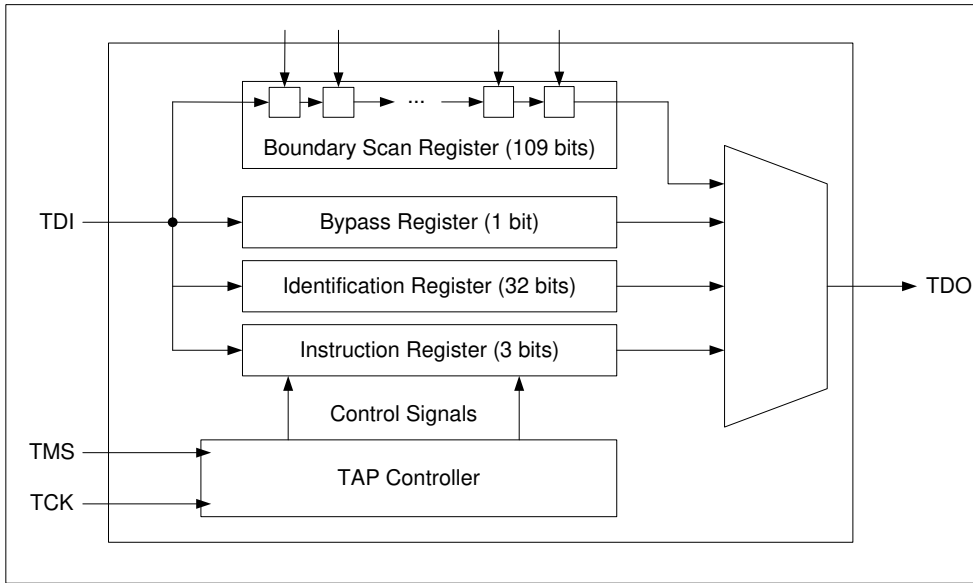 ...
Boundary Scan Register (109 bits)
TDI
Bypass Register (1 bit)
Identification Register (32 bits)
TDO
Instruction Register (3 bits)
Control Signals
TMS
TAP Controller
TCK